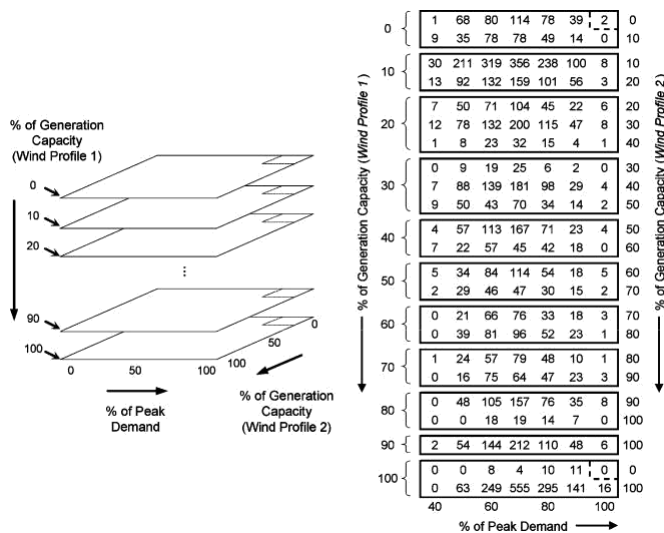 % of Generation
Capacity
(Wind Profile 1)
0
10
20
...
90
100
0
50
100
100
50
0
% of Peak
Demand
% of Generation
Capacity
(Wind Profile 2)
% of Generation Capacity (Wind Profile 1)
0
1 68 80 114 78 39 2 0
9 35 78 78 49 14 0 10
10
30 211 319 356 238 100 8 10
13 92 132 159 101 56 3 20
20
7 50 71 104 45 22 6 20
12 78 132 200 115 47 8 30
1 8 23 32 15 4 1 40
30
0 9 19 25 6 2 0 30
7 88 139 181 98 29 4 40
9 50 43 70 34 14 2 50
40
4 57 113 167 71 23 4 50
7 22 57 45 42 18 0 60
50
5 34 84 114 54 18 5 60
2 29 46 47 30 15 2 70
60
0 21 66 76 33 18 3 70
0 39 81 96 52 23 1 80
70
1 24 57 79 48 10 1 80
0 16 75 64 47 23 3 90
80
0 48 105 157 76 35 8 90
0 0 18 19 14 7 0 100
90
2 54 144 212 110 48 6 100
100
0 0 8 4 10 11 0 0
0 63 249 555 295 141 16 100
40 60 80 100
% of Peak Demand
% of Generation Capacity (Wind Profile 2)